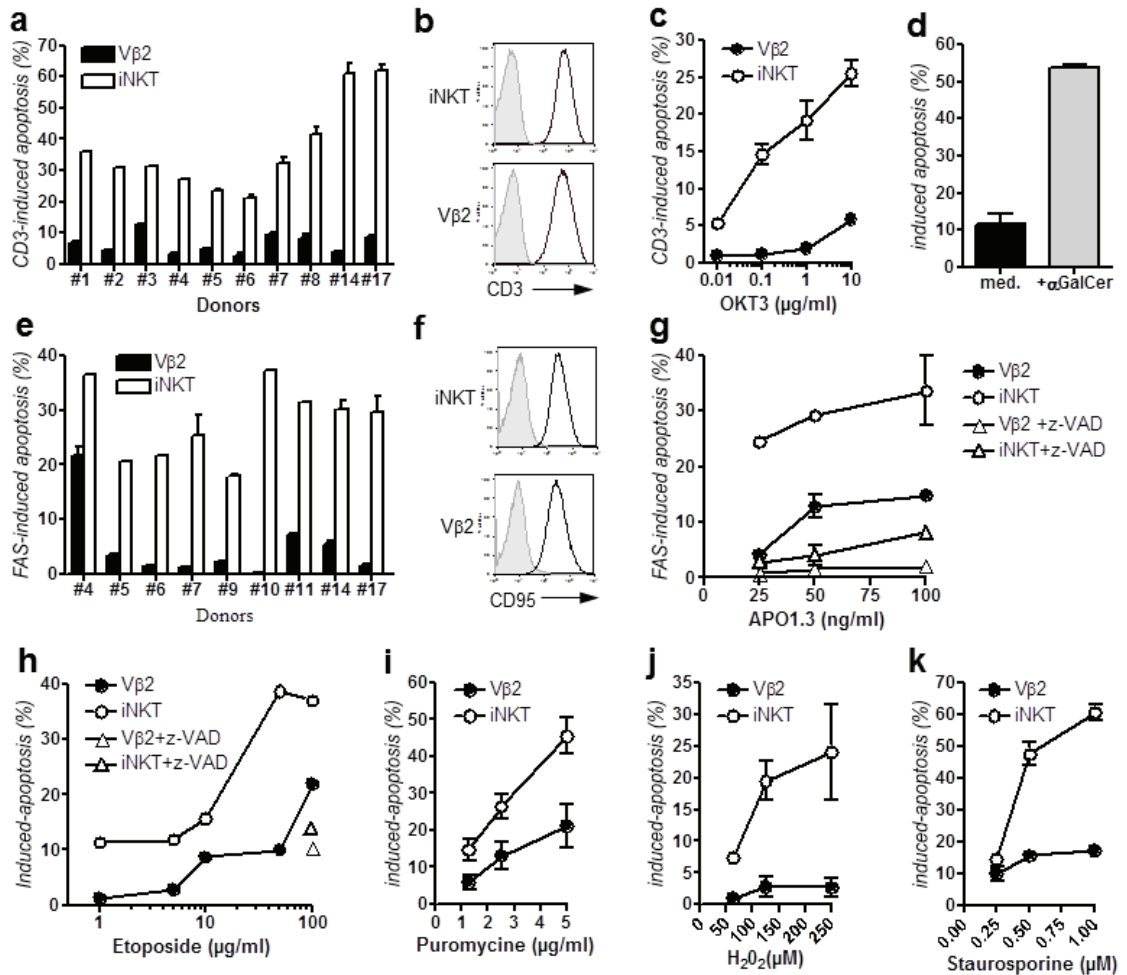 a
CD3-induced apoptosis (%)
70
60
50
40
30
20
10
0
Vβ2
iNKT
#1 #2 #3 #4 #5 #6 #7 #8 #14 #17
Donors
b
iNKT
Vβ2
CD3
c
CD3-induced apoptosis (%)
30
25
20
15
10
5
0
Vβ2
iNKT
0.01 0.1 1 10
OKT3 (µg/ml)
d
induced apoptosis (%)
60
50
40
30
20
10
0
med. +αGalCer
e
FAS-induced apoptosis (%)
40
30
20
10
0
Vβ2
iNKT
#4 #5 #6 #7 #9 #10 #11 #14 #17
Donors
f
iNKT
Vβ2
CD95
g
FAS-induced apoptosis (%)
40
30
20
10
0
0 25 50 75 100
APO1.3 (ng/ml)
Vβ2
iNKT
Vβ2 +z-VAD
iNKT+z-VAD
h
Induced-apoptosis (%)
40
30
20
10
0
Vβ2
iNKT
Vβ2+z-VAD
iNKT+z-VAD
1 10 100
Etoposide (µg/ml)
i
induced-apoptosis (%)
60
50
40
30
20
10
0
Vβ2
iNKT
0 1 2 3 4 5
Puromycine (µg/ml)
j
induced-apoptosis (%)
35
30
25
20
15
10
5
0
Vβ2
iNKT
0 50 100 150 200 250
H₂0₂(µM)
k
induced-apoptosis (%)
70
60
50
40
30
20
10
0
Vβ2
iNKT
0.00 0.25 0.50 0.75 1.00
Staurosporine (µM)